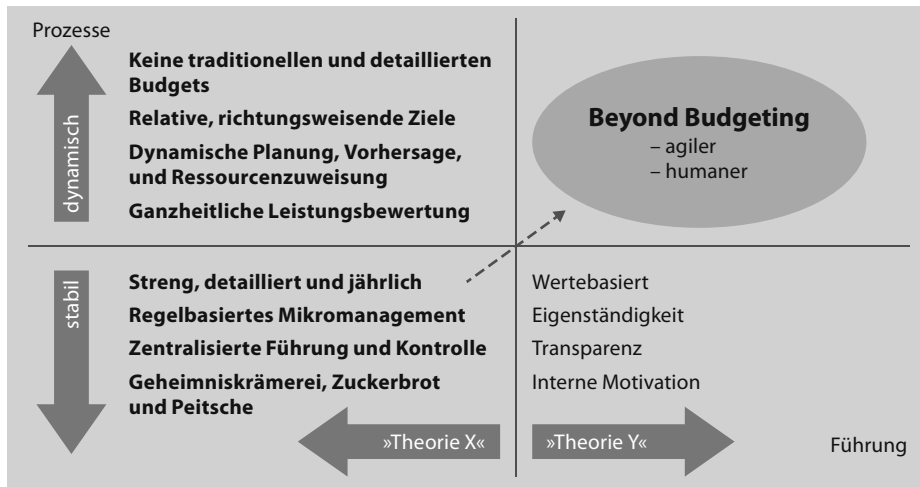 Prozesse
dynamisch
Keine traditionellen und detaillierten
Budgets
Relative, richtungsweisende Ziele
Dynamische Planung, Vorhersage,
und Ressourcenzuweisung
Ganzheitliche Leistungsbewertung
Beyond Budgeting
– agiler
– humaner
stabil
Streng, detailliert und jährlich
Regelbasiertes Mikromanagement
Zentralisierte Führung und Kontrolle
Geheimniskrämerei, Zuckerbrot
und Peitsche
Wertebasiert
Eigenständigkeit
Transparenz
Interne Motivation
»Theorie X«
»Theorie Y«
Führung